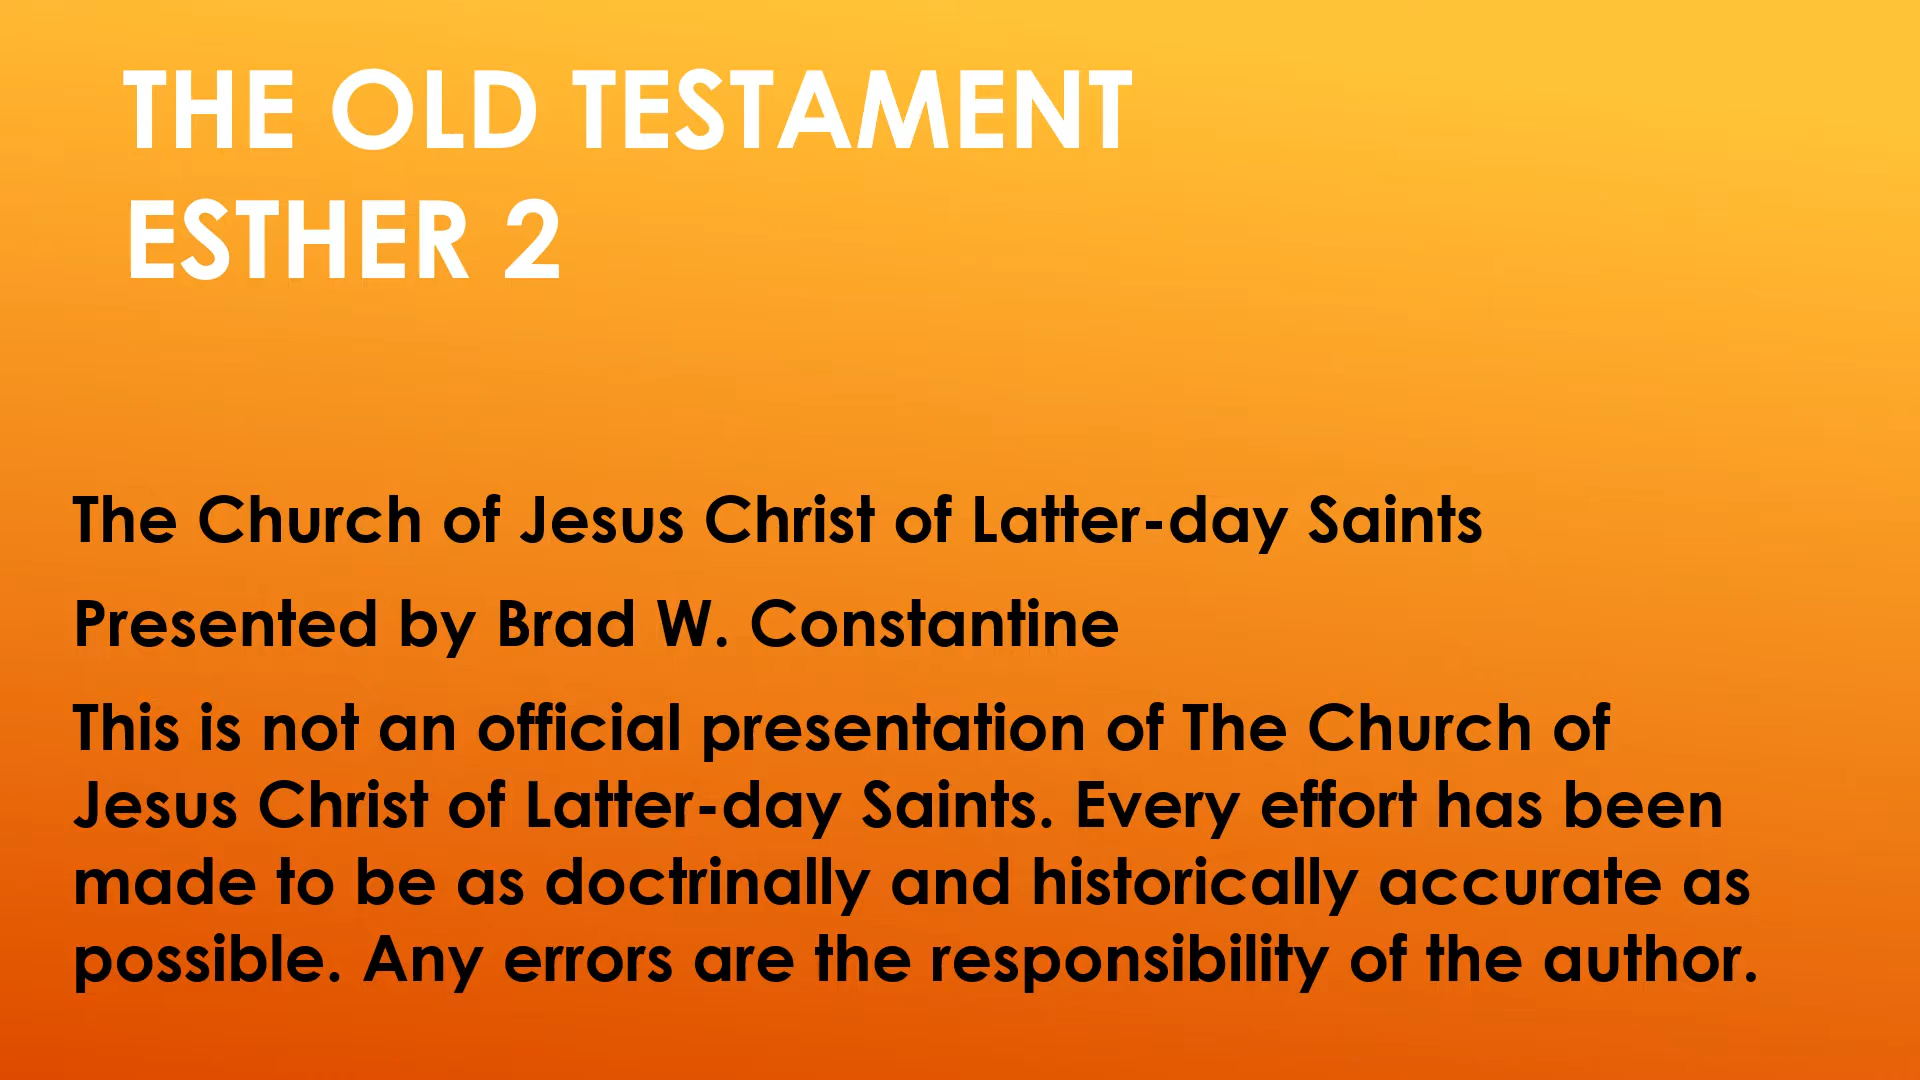 THE OLD TESTAMENT
ESTHER 2
The Church of Jesus Christ of Latter-day Saints
Presented by Brad W. Constantine
This is not an official presentation of The Church of
Jesus Christ of Latter-day Saints. Every effort has been
made to be as doctrinally and historically accurate as
possible. Any errors are the responsibility of the author.